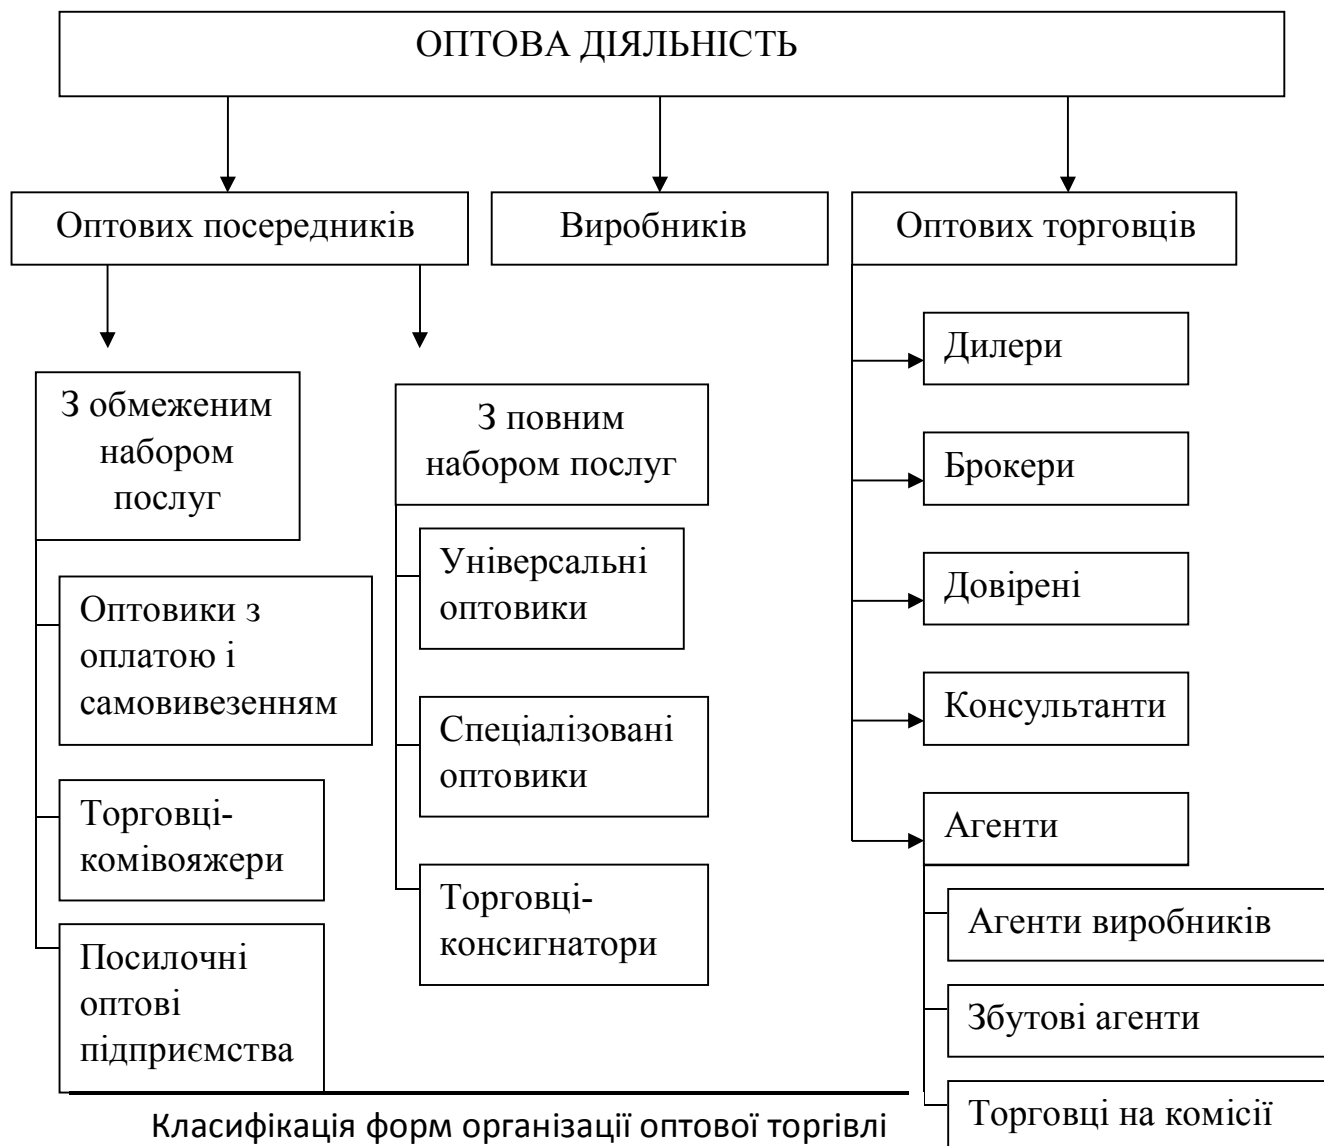 ОПТОВА ДІЯЛЬНІСТЬ
Оптових посередників
Виробників
Оптових торговців
З обмеженим
набором
послуг
Оптовики з
оплатою і
самовивезенням
Торговці-
комівояжери
Посилочні
оптові
підприємства
З повним
набором послуг
Універсальні
оптовики
Спеціалізовані
оптовики
Торговці-
консигнатори
Дилери
Брокери
Довірені
Консультанти
Агенти
Агенти виробників
Збутові агенти
Торговці на комісії
Класифікація форм організації оптової торгівлі